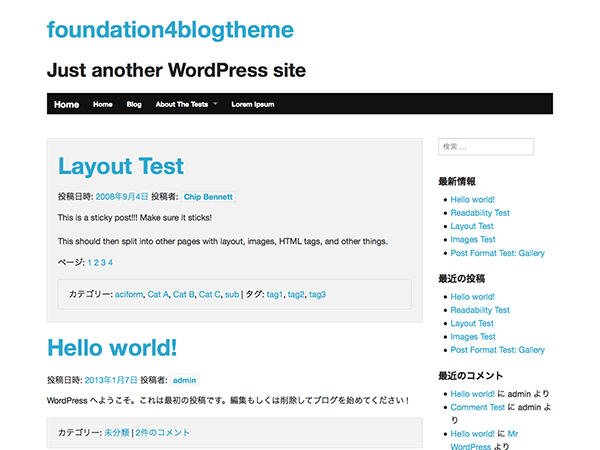 foundation4blogtheme
Just another WordPress site
Home Home Blog About The Tests Lorem Ipsum
Layout Test
投稿日時: 2008年9月4日 投稿者: Chip Bennett
This is a sticky post!!! Make sure it sticks!
This should then split into other pages with layout, images, HTML tags, and other things.
ページ: 1 2 3 4
カテゴリー: aciform, Cat A, Cat B, Cat C, sub | タグ: tag1, tag2, tag3
Hello world!
投稿日時: 2013年1月7日 投稿者: admin
WordPress へようこそ。これは最初の投稿です。編集もしくは削除してブログを始めてください !
カテゴリー: 未分類 | 2件のコメント
検索 …
最新情報
Hello world!
Readability Test
Layout Test
Images Test
Post Format Test: Gallery
最近の投稿
Hello world!
Readability Test
Layout Test
Images Test
Post Format Test: Gallery
最近のコメント
Hello world! に admin より
Comment Test に admin よ
り
Hello world! に Mr
WordPress より